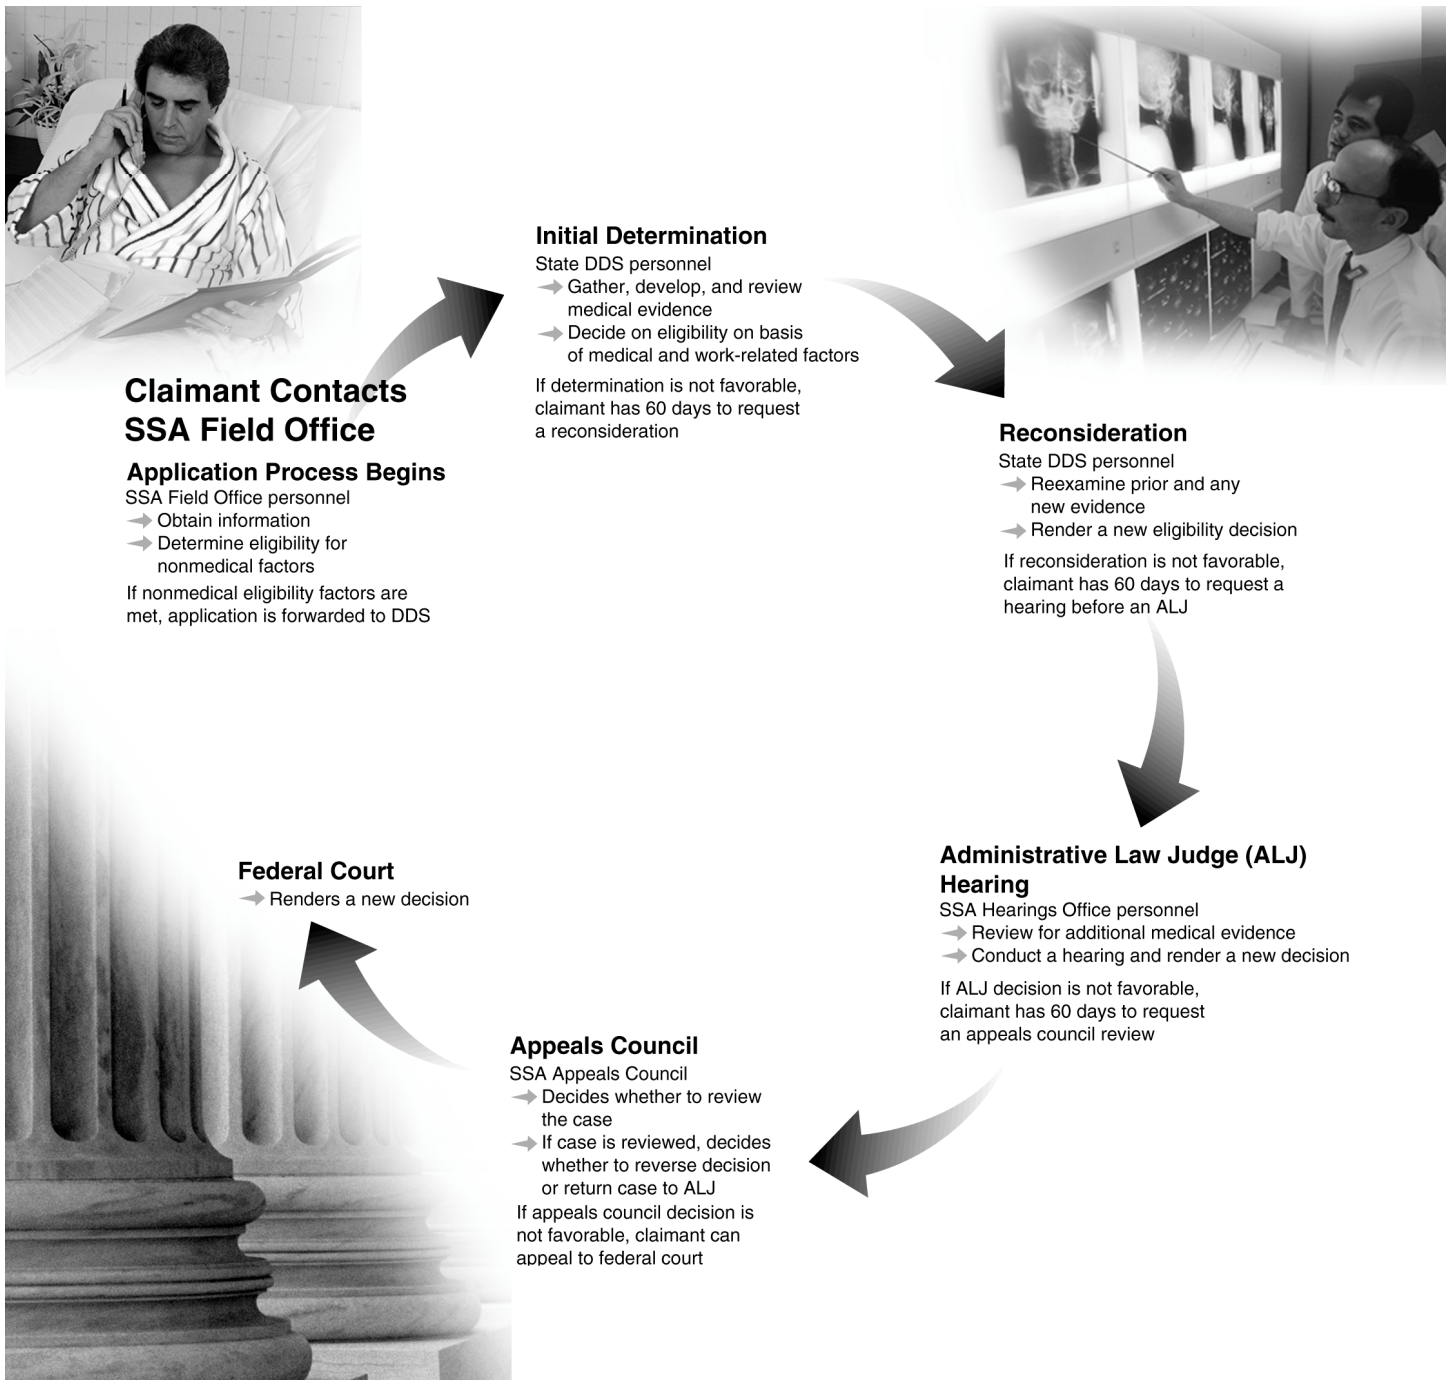 Claimant Contacts
SSA Field Office
Application Process Begins
SSA Field Office personnel
Obtain information
Determine eligibility for
nonmedical factors
If nonmedical eligibility factors are
met, application is forwarded to DDS
Initial Determination
State DDS personnel
Gather, develop, and review
medical evidence
Decide on eligibility on basis
of medical and work-related factors
If determination is not favorable,
claimant has 60 days to request
a reconsideration
Reconsideration
State DDS personnel
Reexamine prior and any
new evidence
Render a new eligibility decision
If reconsideration is not favorable,
claimant has 60 days to request a
hearing before an ALJ
Administrative Law Judge (ALJ)
Hearing
SSA Hearings Office personnel
Review for additional medical evidence
Conduct a hearing and render a new decision
If ALJ decision is not favorable,
claimant has 60 days to request
an appeals council review
Appeals Council
SSA Appeals Council
Decides whether to review
the case
If case is reviewed, decides
whether to reverse decision
or return case to ALJ
If appeals council decision is
not favorable, claimant can
appeal to federal court
Federal Court
Renders a new decision